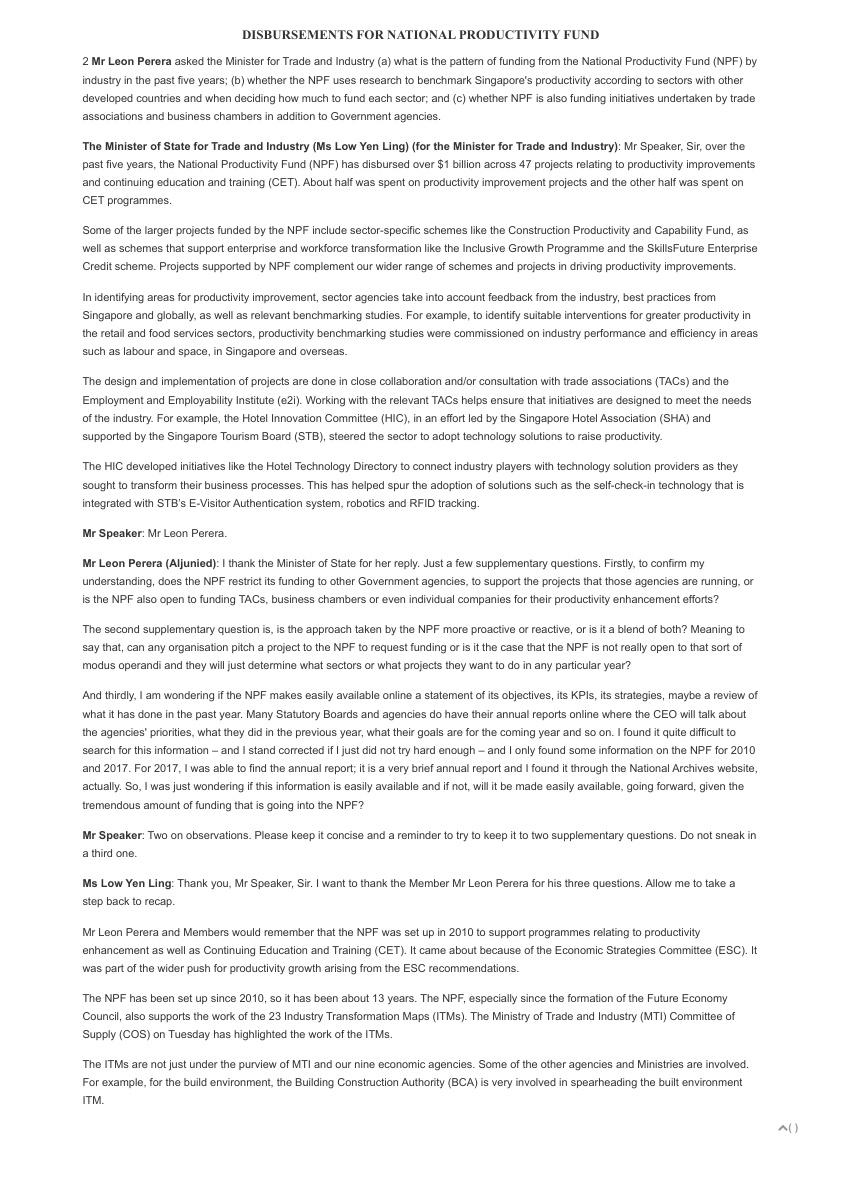 DISBURSEMENTS FOR NATIONAL PRODUCTIVITY FUND
2 Mr Leon Perera asked the Minister for Trade and Industry (a) what is the pattern of funding from the National Productivity Fund (NPF) by
industry in the past five years; (b) whether the NPF uses research to benchmark Singapore's productivity according to sectors with other
developed countries and when deciding how much to fund each sector; and (c) whether NPF is also funding initiatives undertaken by trade
associations and business chambers in addition to Government agencies.
The Minister of State for Trade and Industry (Ms Low Yen Ling) (for the Minister for Trade and Industry): Mr Speaker, Sir, over the
past five years, the National Productivity Fund (NPF) has disbursed over $1 billion across 47 projects relating to productivity improvements
and continuing education and training (CET). About half was spent on productivity improvement projects and the other half was spent on
CET programmes.
Some of the larger projects funded by the NPF include sector-specific schemes like the Construction Productivity and Capability Fund, as
well as schemes that support enterprise and workforce transformation like the Inclusive Growth Programme and the SkillsFuture Enterprise
Credit scheme. Projects supported by NPF complement our wider range of schemes and projects in driving productivity improvements.
In identifying areas for productivity improvement, sector agencies take into account feedback from the industry, best practices from
Singapore and globally, as well as relevant benchmarking studies. For example, to identify suitable interventions for greater productivity in
the retail and food services sectors, productivity benchmarking studies were commissioned on industry performance and efficiency in areas
such as labour and space, in Singapore and overseas.
The design and implementation of projects are done in close collaboration and/or consultation with trade associations (TACs) and the
Employment and Employability Institute (e2i). Working with the relevant TACs helps ensure that initiatives are designed to meet the needs
of the industry. For example, the Hotel Innovation Committee (HIC), in an effort led by the Singapore Hotel Association (SHA) and
supported by the Singapore Tourism Board (STB), steered the sector to adopt technology solutions to raise productivity.
The HIC developed initiatives like the Hotel Technology Directory to connect industry players with technology solution providers as they
sought to transform their business processes. This has helped spur the adoption of solutions such as the self-check-in technology that is
integrated with STB's E-Visitor Authentication system, robotics and RFID tracking.
Mr Speaker: Mr Leon Perera.
Mr Leon Perera (Aljunied): I thank the Minister of State for her reply. Just a few supplementary questions. Firstly, to confirm my
understanding, does the NPF restrict its funding to other Government agencies, to support the projects that those agencies are running, or
is the NPF also open to funding TACs, business chambers or even individual companies for their productivity enhancement efforts?
The second supplementary question is, is the approach taken by the NPF more proactive or reactive, or is it a blend of both? Meaning to
say that, can any organisation pitch a project to the NPF to request funding or is it the case that the NPF is not really open to that sort of
modus operandi and they will just determine what sectors or what projects they want to do in any particular year?
And thirdly, I am wondering if the NPF makes easily available online a statement of its objectives, its KPIs, its strategies, maybe a review of
what it has done in the past year. Many Statutory Boards and agencies do have their annual reports online where the CEO will talk about
the agencies' priorities, what they did in the previous year, what their goals are for the coming year and so on. I found it quite difficult to
search for this information – and I stand corrected if I just did not try hard enough – and I only found some information on the NPF for 2010
and 2017. For 2017, I was able to find the annual report; it is a very brief annual report and I found it through the National Archives website,
actually. So, I was just wondering if this information is easily available and if not, will it be made easily available, going forward, given the
tremendous amount of funding that is going into the NPF?
Mr Speaker: Two on observations. Please keep it concise and a reminder to try to keep it to two supplementary questions. Do not sneak in
a third one.
Ms Low Yen Ling: Thank you, Mr Speaker, Sir. I want to thank the Member Mr Leon Perera for his three questions. Allow me to take a
step back to recap.
Mr Leon Perera and Members would remember that the NPF was set up in 2010 to support programmes relating to productivity
enhancement as well as Continuing Education and Training (CET). It came about because of the Economic Strategies Committee (ESC). It
was part of the wider push for productivity growth arising from the ESC recommendations.
The NPF has been set up since 2010, so it has been about 13 years. The NPF, especially since the formation of the Future Economy
Council, also supports the work of the 23 Industry Transformation Maps (ITMs). The Ministry of Trade and Industry (MTI) Committee of
Supply (COS) on Tuesday has highlighted the work of the ITMs.
The ITMs are not just under the purview of MTI and our nine economic agencies. Some of the other agencies and Ministries are involved.
For example, for the build environment, the Building Construction Authority (BCA) is very involved in spearheading the built environment
ITM.
( )